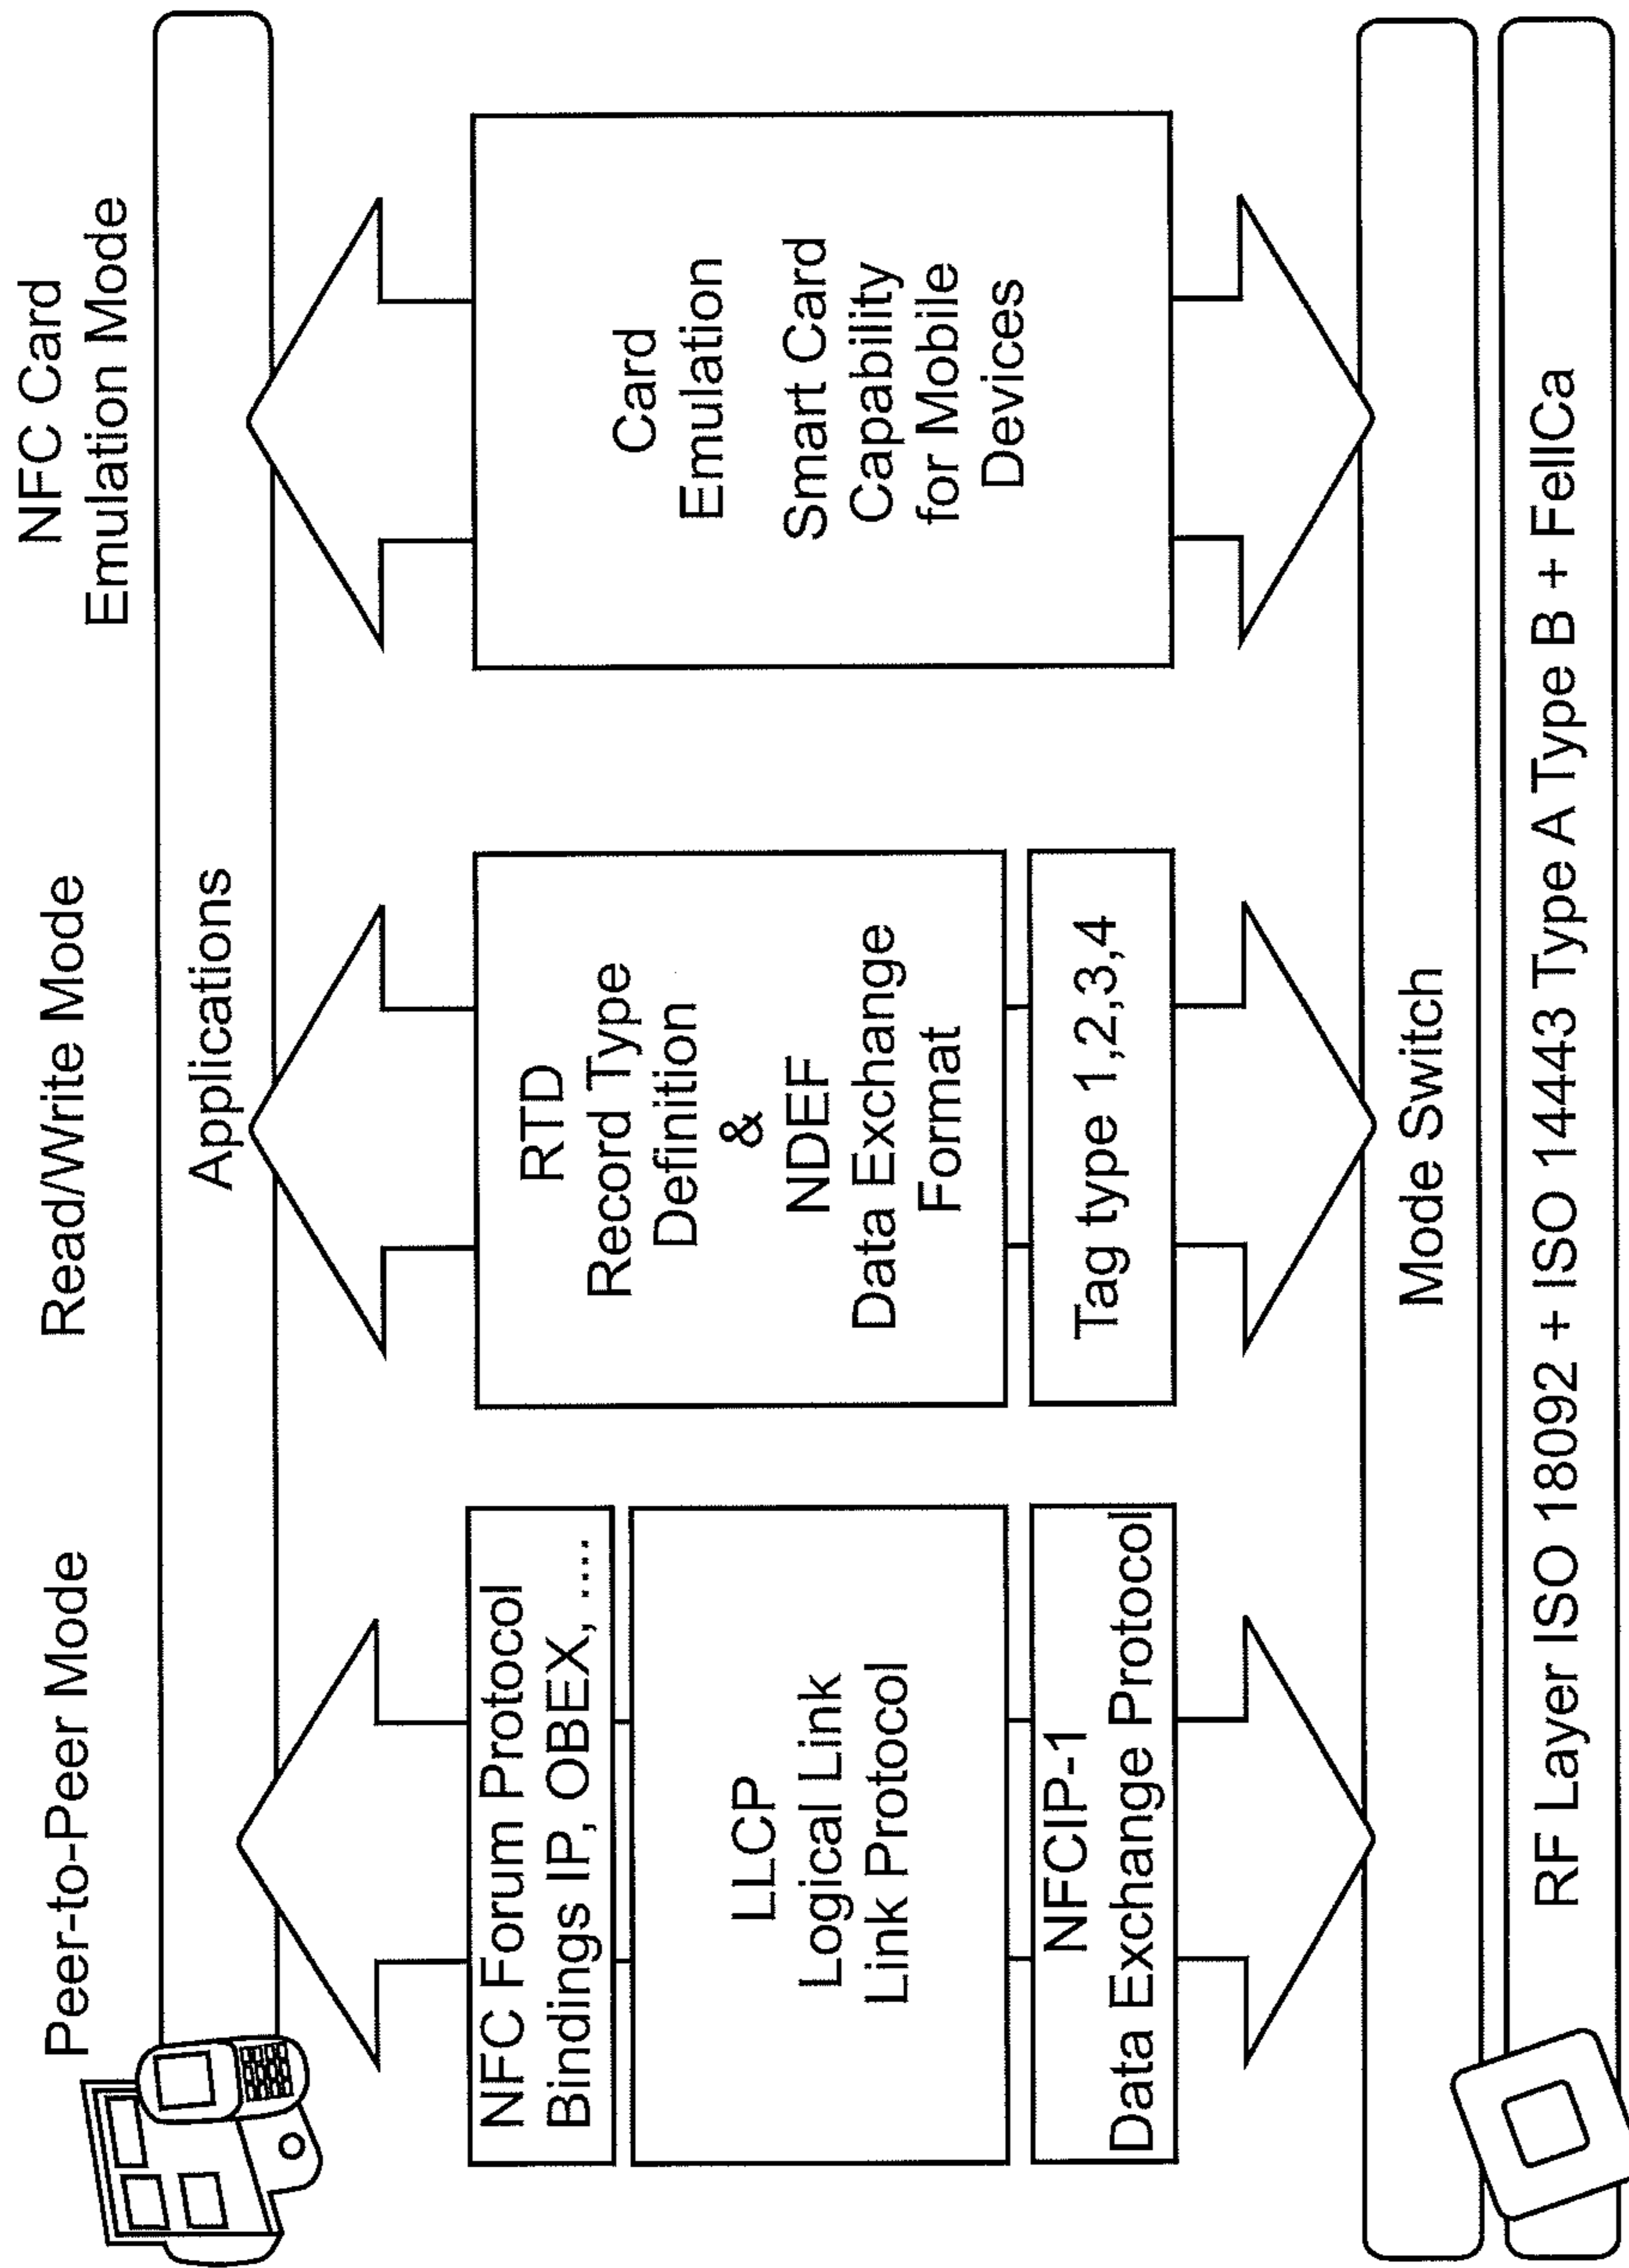 Peer-to-Peer Mode
Read/Write Mode
NFC Card
Emulation Mode
Applications
NFC Forum Protocol
Bindings IP, OBEX, ....
LLCP
Logical Link
Link Protocol
NFCIP-1
Data Exchange Protocol
RTD
Record Type
Definition
&
NDEF
Data Exchange
Format
Tag type 1,2,3,4
Card
Emulation
Smart Card
Capability
for Mobile
Devices
Mode Switch
RF Layer ISO 18092 + ISO 14443 Type A Type B + FellCa